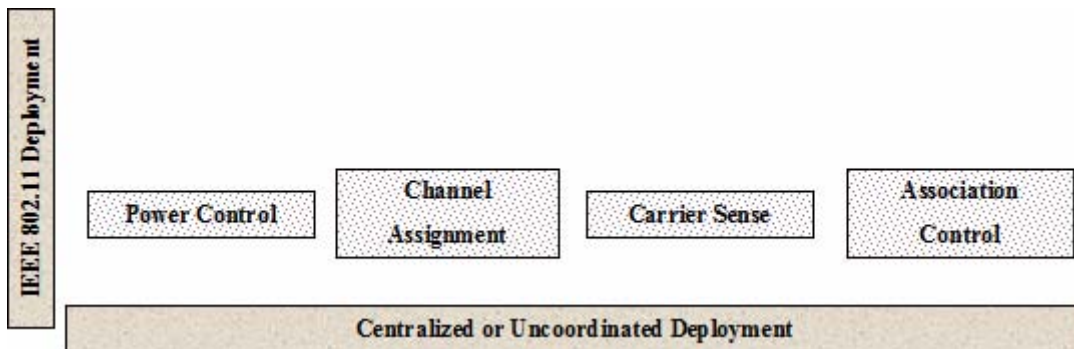 IEEE 802.11 Deployment
Power Control
Channel
Assignment
Carrier Sense
Association
Control
Centralized or Uncoordinated Deployment